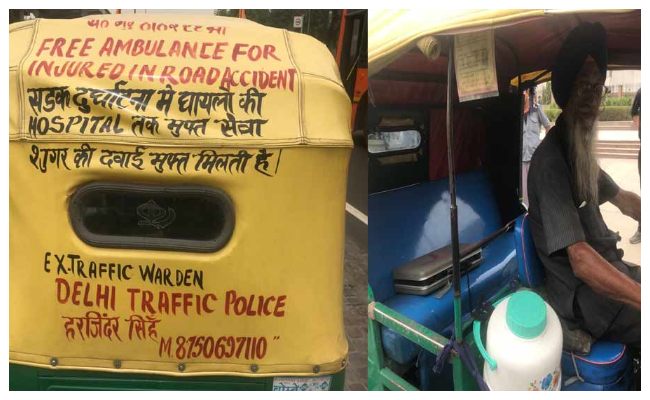 FREE AMBULANCE FOR
INJURED IN ROAD ACCIDENT
सड़क दुर्घटना में घायलों की
HOSPITAL तक मुफ्त सेवा
शुगर की दवाई मुफ्त मिलती है।
EX.TRAFFIC WARDEN
DELHI TRAFFIC POLICE
हरजिंदर सिंह
M 8750697110"